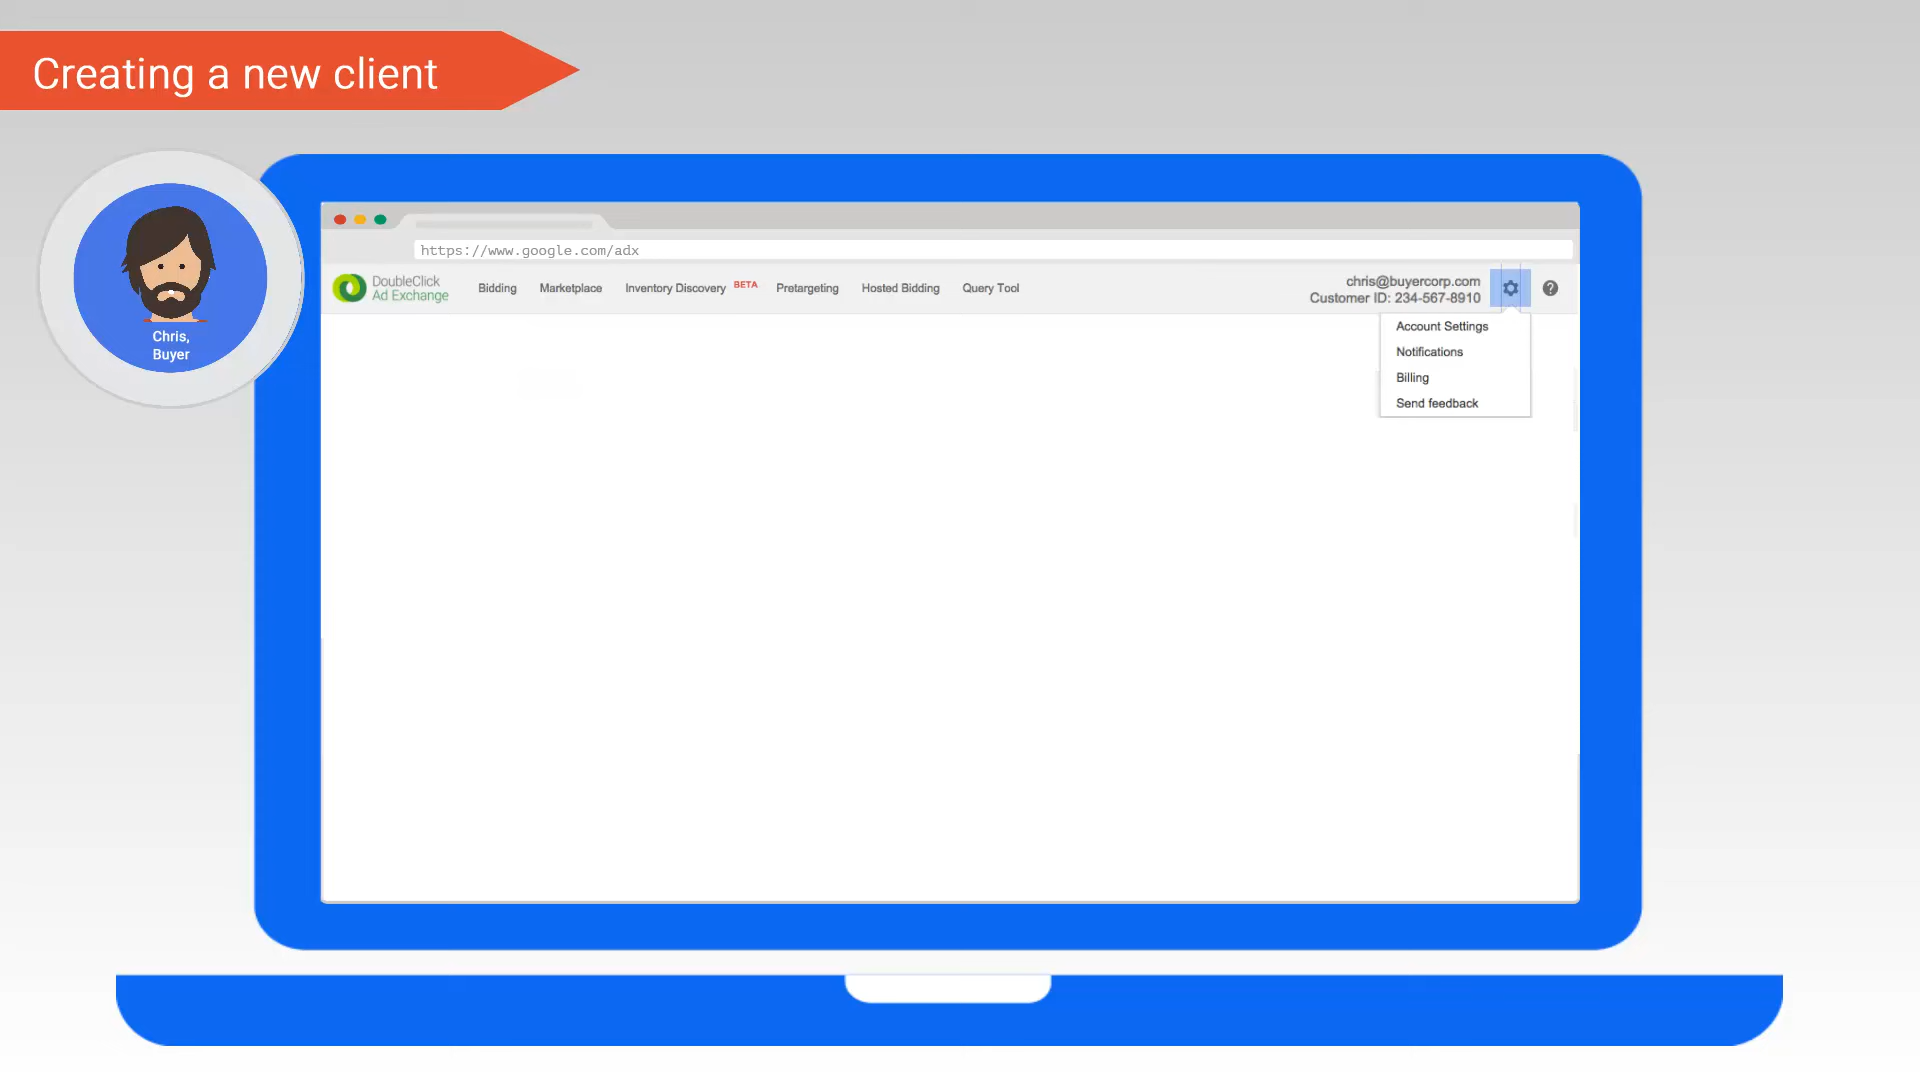 Creating a new client
Chris,
Buyer
https://www.google.com/adx
DoubleClick
Ad Exchange
Bidding
Marketplace
Inventory Discovery BETA
Pretargeting
Hosted Bidding
Query Tool
chris@buyercorp.com
Customer ID: 234-567-8910
Account Settings
Notifications
Billing
Send feedback